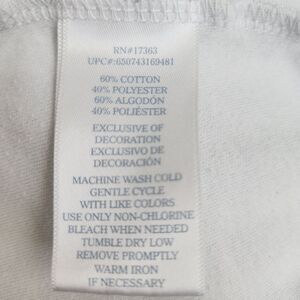 RN#17363
UPC#:650743169481
60% COTTON
40% POLYESTER
60% ALGODÓN
40% POLIÉSTER
EXCLUSIVE OF
DECORATION
EXCLUSIVO DE
DECORACIÓN
MACHINE WASH COLD
GENTLE CYCLE
WITH LIKE COLORS
USE ONLY NON-CHLORINE
BLEACH WHEN NEEDED
TUMBLE DRY LOW
REMOVE PROMPTLY
WARM IRON
IF NECESSARY